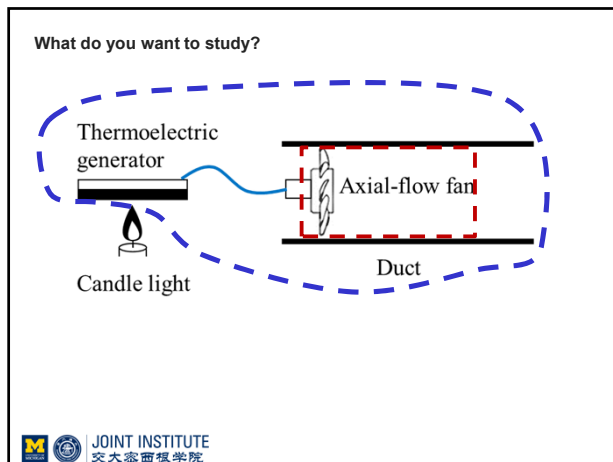 What do you want to study?
Thermoelectric
generator
Axial-flow fan
Candle light
Duct
M
MICHIGAN
JOINT INSTITUTE
交大密西根学院